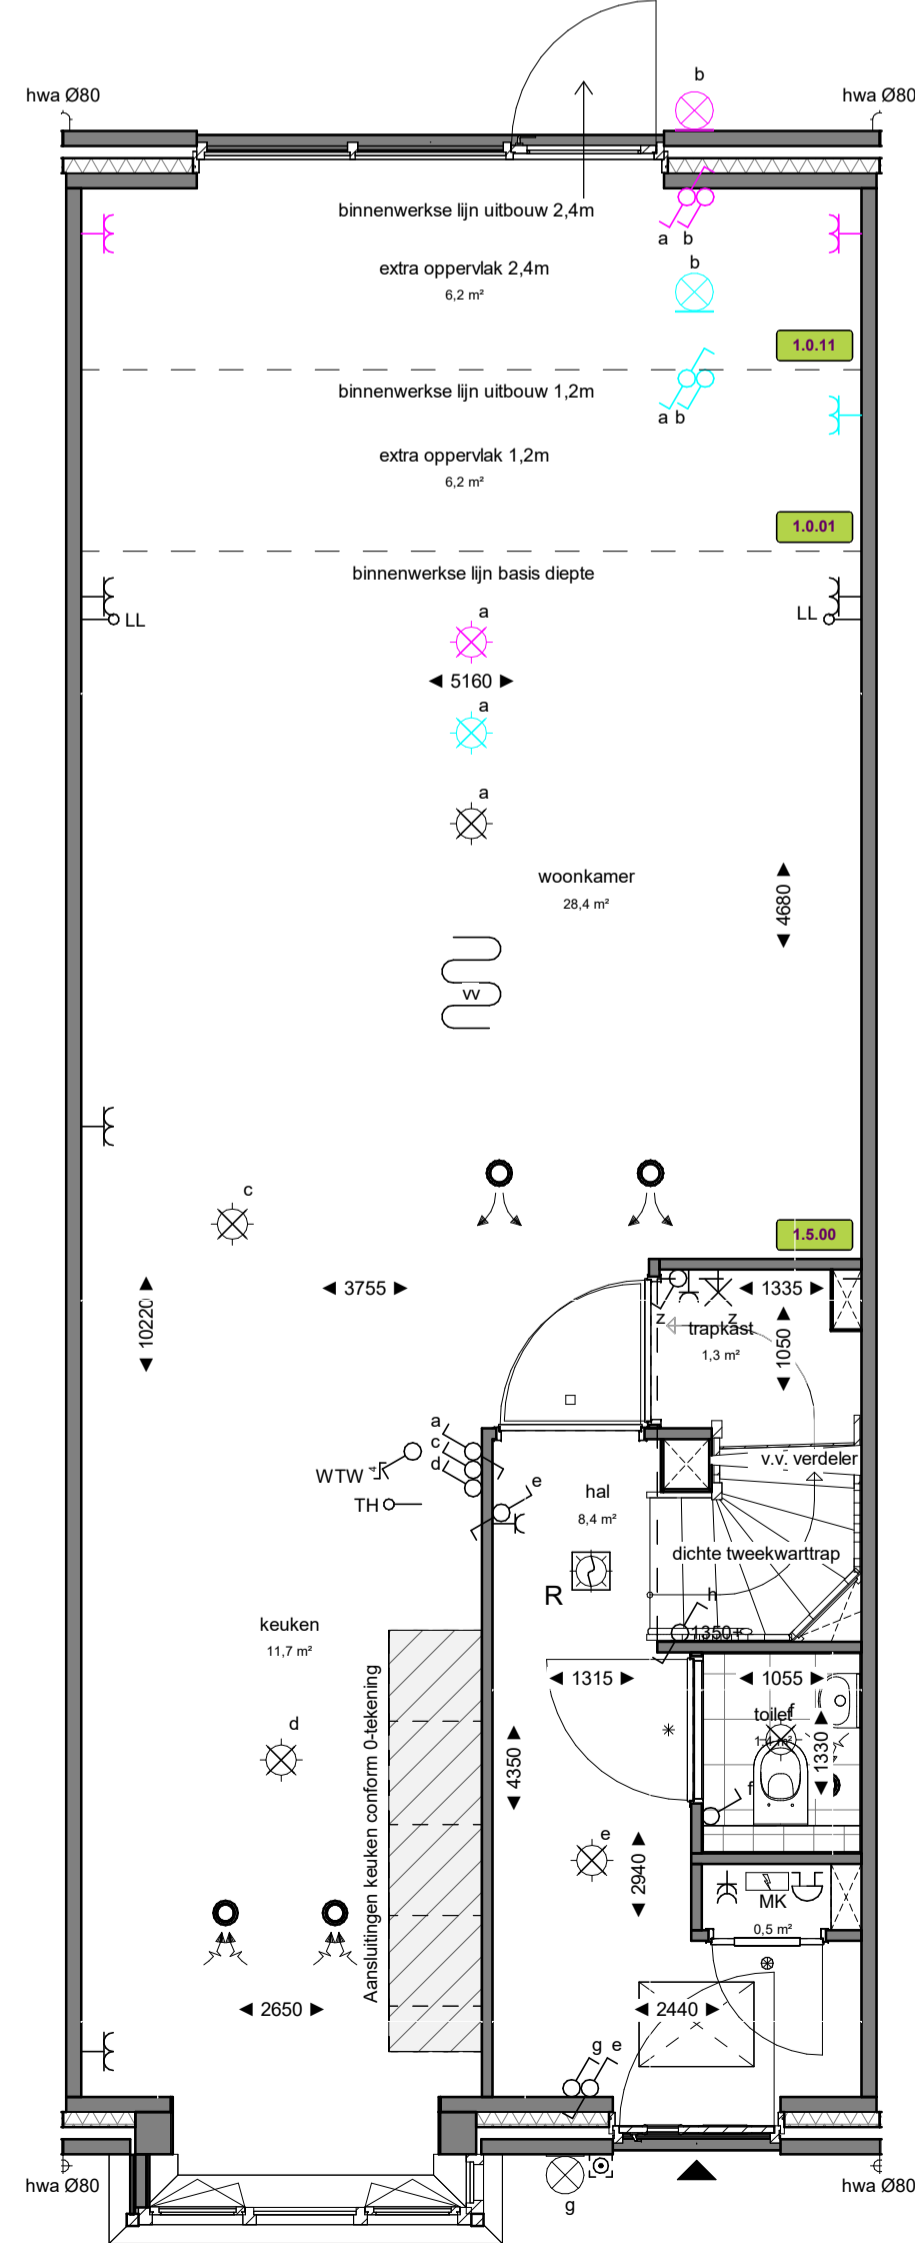 b
hwa Ø80
hwa Ø80
binnenwerkse lijn uitbouw 2,4m
a b
extra oppervlak 2,4m
6,2 m²
b
1.0.11
binnenwerkse lijn uitbouw 1,2m
a b
extra oppervlak 1,2m
6,2 m²
1.0.01
binnenwerkse lijn basis diepte
LL
LL
a
5160
a
a
woonkamer
28,4 m²
4680
vv
c
1.5.00
3755
1335
10220
z
z
trapkast
1,3 m²
1050
a
c
d
WTW
4
TH
e
v.v. verdeler
hal
8,4 m²
dichte tweekwarttrap
R
h
1350+
keuken
11,7 m²
1315
1055
toilet
f
1330
d
4350
Aansluitingen keuken conform 0-tekening
f
e
2940
MK
0,5 m²
2650
2440
g e
hwa Ø80
g
hwa Ø80